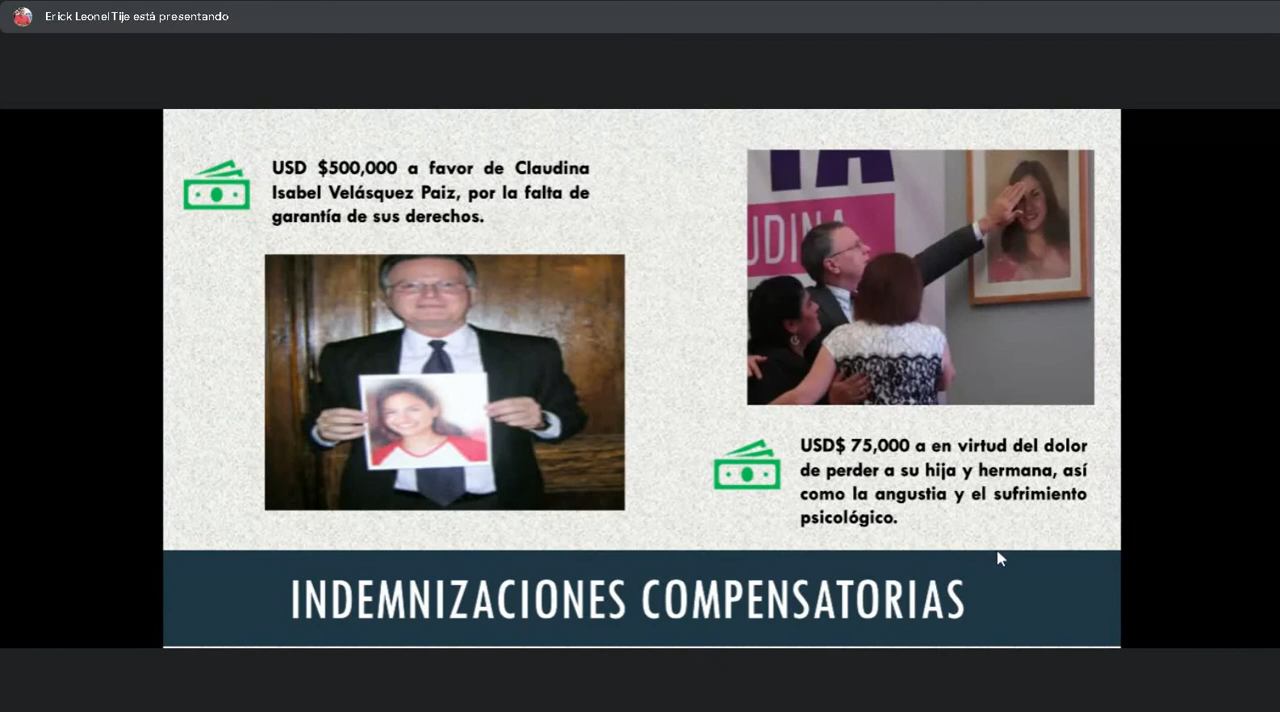 Erick Leonel Tije está presentando
USD $500,000 a favor de Claudina
Isabel Velásquez Paiz, por la falta de
garantía de sus derechos.
UDINA
USD$ 75,000 a en virtud del dolor
de perder a su hija y hermana, así
como la angustia y el sufrimiento
psicológico.
INDEMNIZACIONES COMPENSATORIAS